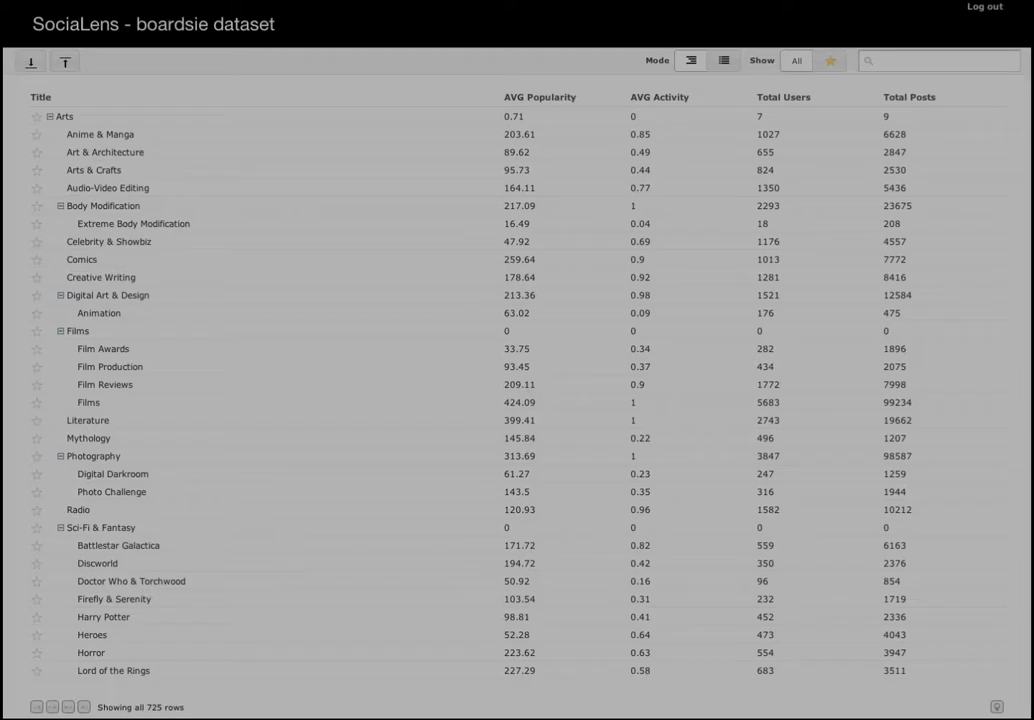 Log out
SociaLens - boardsie dataset
Mode Show All
Title AVG Popularity AVG Activity Total Users Total Posts
Arts 0.71 0 7 9
Anime & Manga 203.61 0.85 1027 6628
Art & Architecture 89.62 0.49 655 2847
Arts & Crafts 95.73 0.44 824 2530
Audio-Video Editing 164.11 0.77 1350 5436
Body Modification 217.09 1 2293 23675
Extreme Body Modification 16.49 0.04 18 208
Celebrity & Showbiz 47.92 0.69 1176 4557
Comics 259.64 0.9 1013 7772
Creative Writing 178.64 0.92 1281 8416
Digital Art & Design 213.36 0.98 1521 12584
Animation 63.02 0.09 176 475
Films 0 0 0 0
Film Awards 33.75 0.34 282 1896
Film Production 93.45 0.37 434 2075
Film Reviews 209.11 0.9 1772 7998
Films 424.09 1 5683 99234
Literature 399.41 1 2743 19662
Mythology 145.84 0.22 496 1207
Photography 313.69 1 3847 98587
Digital Darkroom 61.27 0.23 247 1259
Photo Challenge 143.5 0.35 316 1944
Radio 120.93 0.96 1582 10212
Sci-Fi & Fantasy 0 0 0 0
Battlestar Galactica 171.72 0.82 559 6163
Discworld 194.72 0.42 350 2376
Doctor Who & Torchwood 50.92 0.16 96 854
Firefly & Serenity 103.54 0.31 232 1719
Harry Potter 98.81 0.41 452 2336
Heroes 52.28 0.64 473 4043
Horror 223.62 0.63 554 3947
Lord of the Rings 227.29 0.58 683 3511
Showing all 725 rows